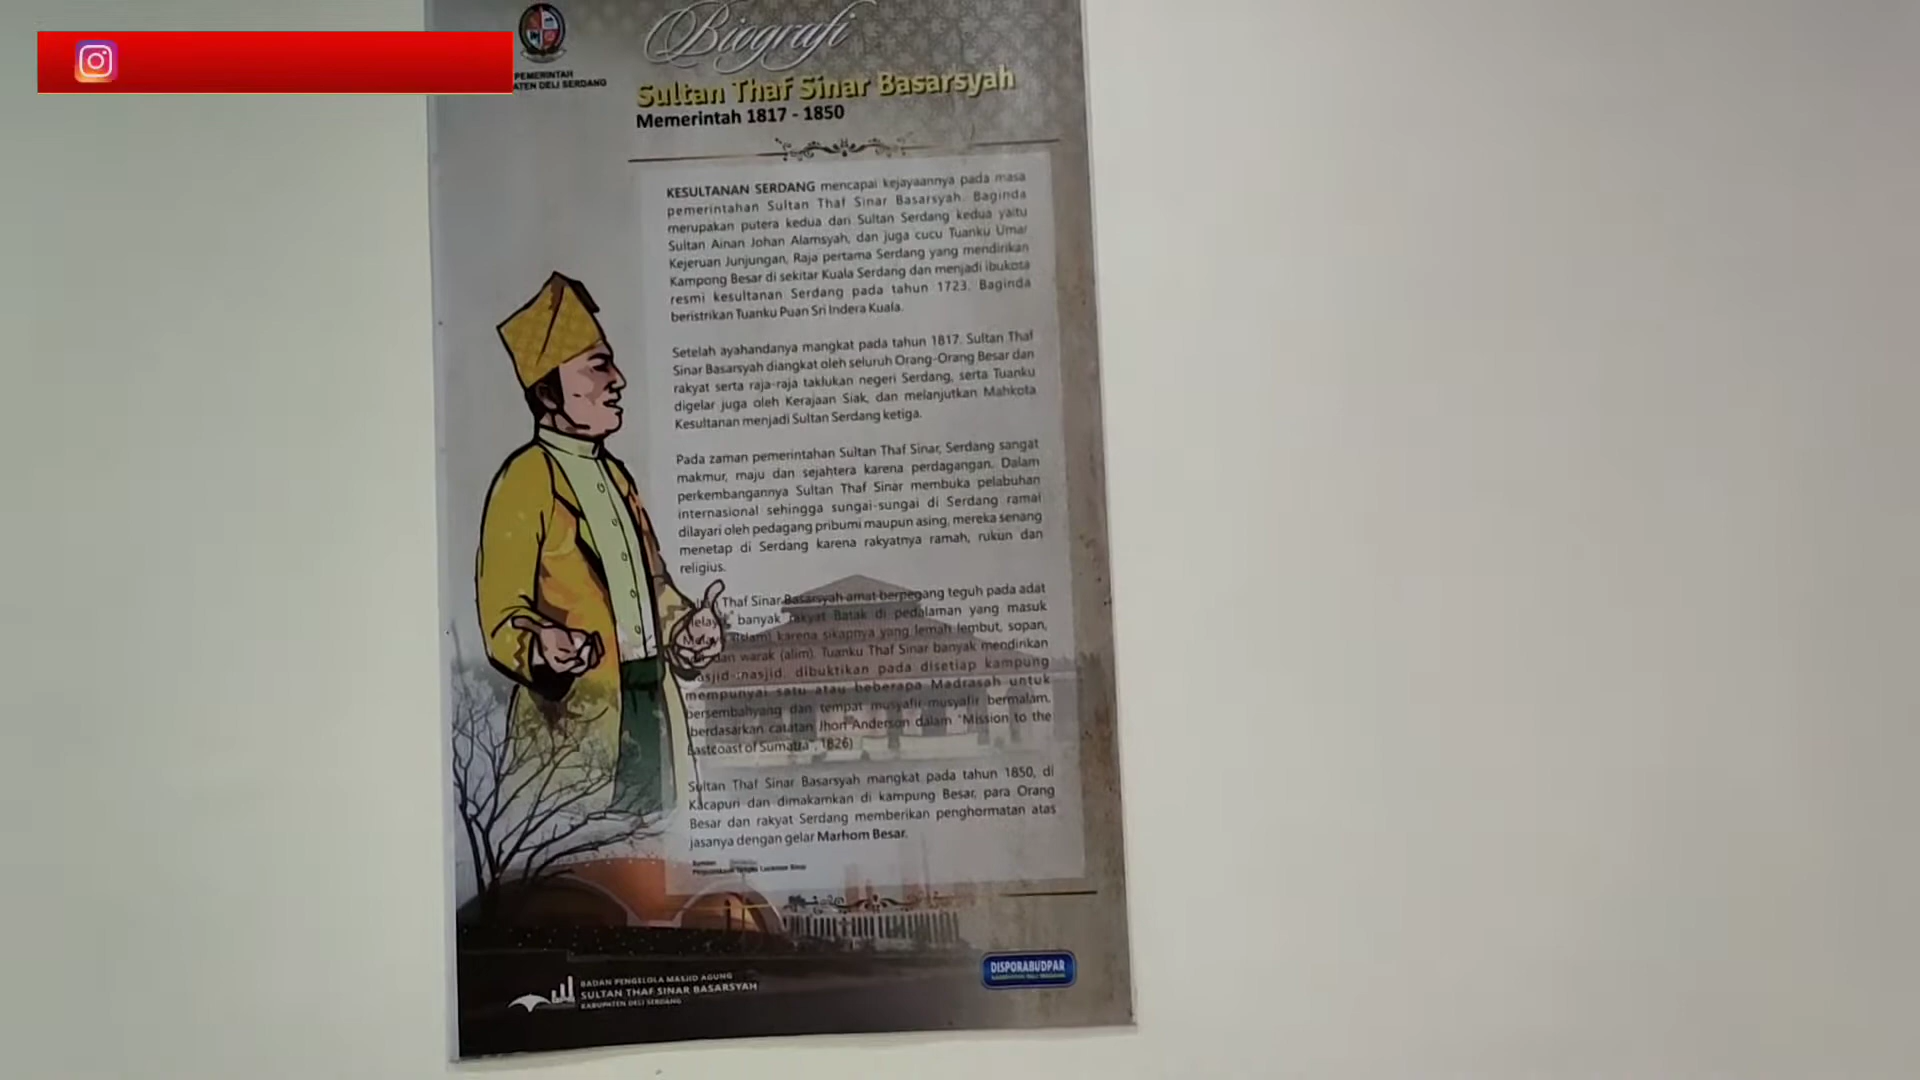 PEMERINTAH
ATEN DELI SERDANG
Biografi
Sultan Thaf Sinar Basarsyah
Memerintah 1817 - 1850
KESULTANAN SERDANG mencapai kejayaannya pada masa
pemerintahan Sultan Thaf Sinar Basarsyah. Baginda
merupakan putera kedua dari Sultan Serdang kedua yaitu
Sultan Ainan Johan Alamsyah, dan juga cucu Tuanku Umar
Kejeruan Junjungan, Raja pertama Serdang yang mendirikan
Kampong Besar di sekitar Kuala Serdang dan menjadi ibukota
resmi kesultanan Serdang pada tahun 1723. Baginda
beristrikan Tuanku Puan Sri Indera Kuala.
Setelah ayahandanya mangkat pada tahun 1817. Sultan Thaf
Sinar Basarsyah diangkat oleh seluruh Orang-Orang Besar dan
rakyat serta raja-raja taklukan negeri Serdang, serta Tuanku
digelar juga oleh Kerajaan Siak, dan melanjutkan Mahkota
Kesultanan menjadi Sultan Serdang ketiga.
Pada zaman pemerintahan Sultan Thaf Sinar, Serdang sangat
makmur, maju dan sejahtera karena perdagangan. Dalam
perkembangannya Sultan Thaf Sinar membuka pelabuhan
internasional sehingga sungai-sungai di Serdang ramai
dilayari oleh pedagang pribumi maupun asing, mereka senang
menetap di Serdang karena rakyatnya ramah, rukun dan
religius.
Thaf Sinar Basarsyah amat berpegang teguh pada adat
banyak rakyat Batak di pedalaman yang masuk
karena sikapnya yang lemah lembut, sopan,
dan warak (alim). Tuanku Thaf Sinar banyak mendirikan
masjid-masjid, dibuktikan pada disetiap kampung
mempunyai satu atau beberapa Madrasah untuk
bersembahyang dan tempat musyafir-musyafir bermalam.
(berdasarkan catatan Jhon Anderson dalam "Mission to the
Eastcoast of Sumatra", 1826)
Sultan Thaf Sinar Basarsyah mangkat pada tahun 1850, di
Kacapuri dan dimakamkan di kampung Besar, para Orang
Besar dan rakyat Serdang memberikan penghormatan atas
jasanya dengan gelar Marhom Besar.
BADAN PENGELOLA MASJID AGUNG
SULTAN THAF SINAR BASARSYAH
KABUPATEN DELI SERDANG
DISPORABUDPAR